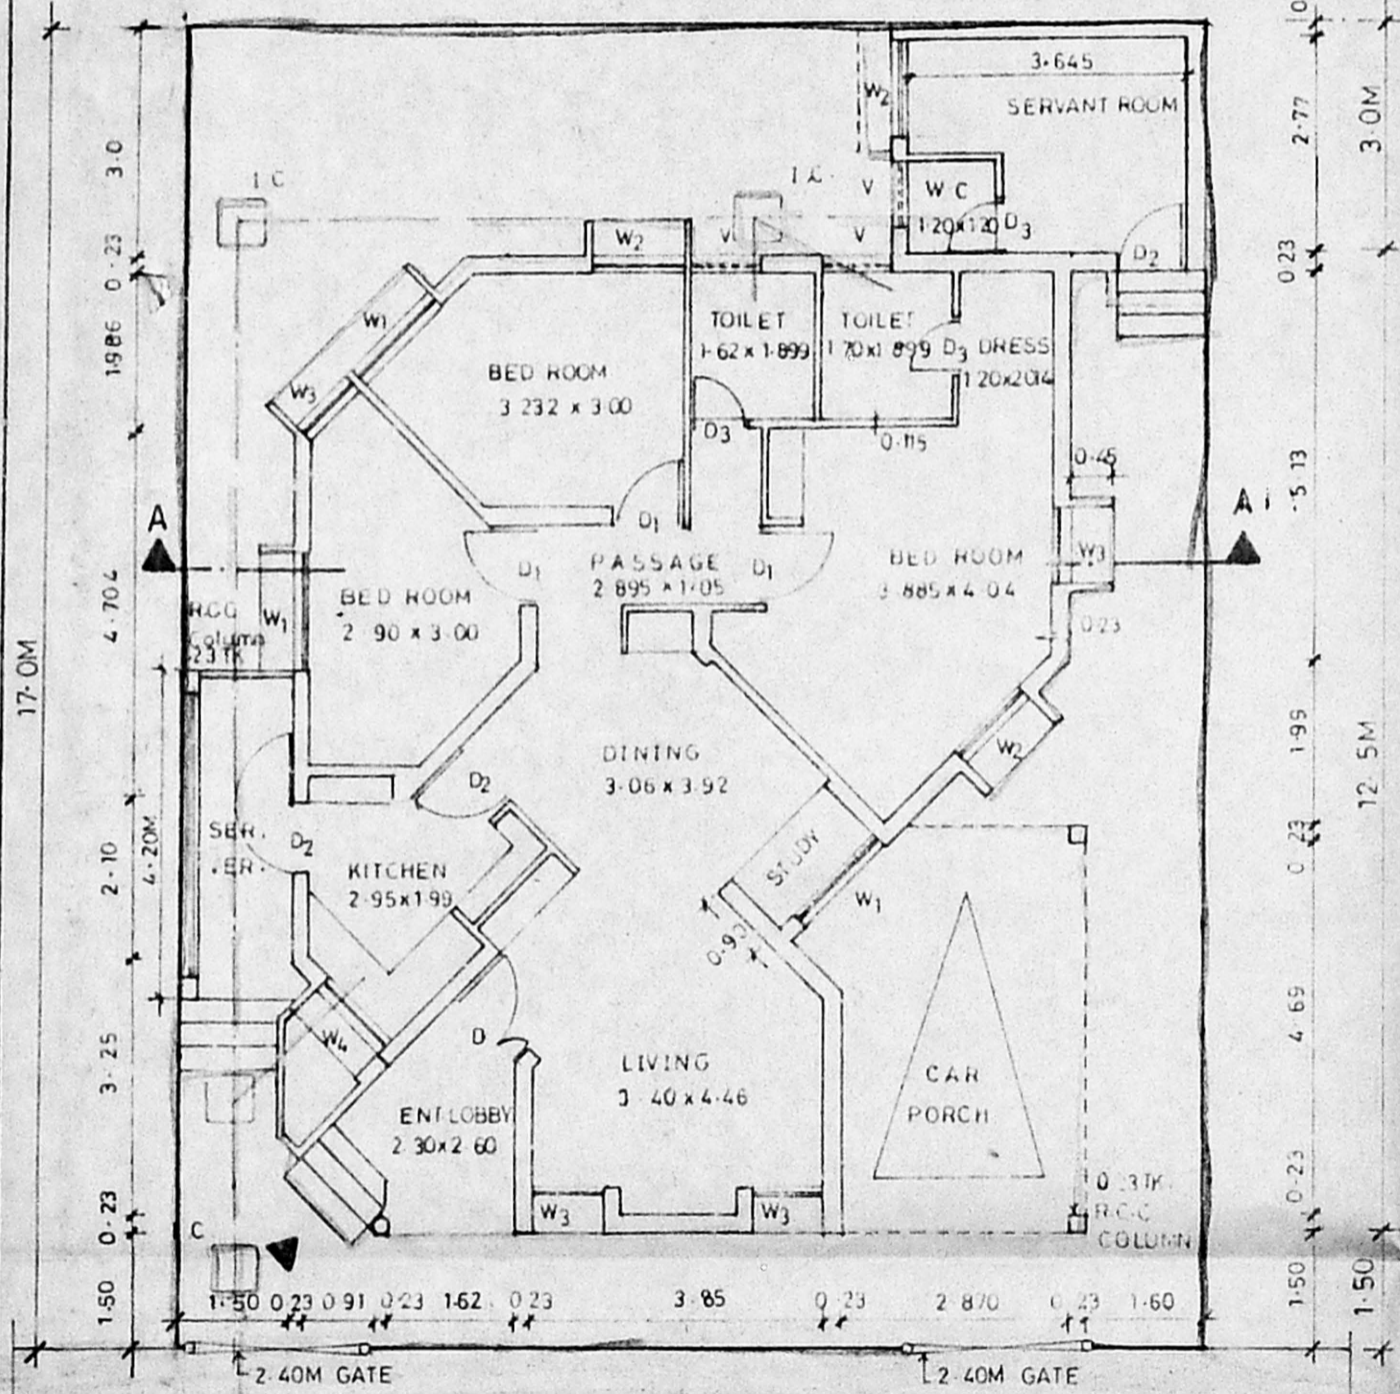 3.645
SERVANT ROOM
W2
I C
V
W C
1.20x1.20
D3
D2
W2
V
V
3.0
0.23
1.986
4.704
4.20M
2.10
3.25
0.23
1.50
17.0M
2.77
3.0M
0.23
5.13
1.99
0.23
12.5M
4.69
0.23
1.50
1.50
W1
W3
TOILET
1.62 x 1.899
TOILET
1.70x1.899
D3
DRESS
1.20x2.014
BED ROOM
3.232 x 3.00
D3
0.115
0.45
A
A
D1
PASSAGE
2.895 x 1.05
D1
D1
BED ROOM
3.885x4.04
W3
R.C.C
Column
.23 TK
W1
BED ROOM
2.90 x 3.00
0.23
DINING
3.06x3.92
W2
D2
SER.
D2
KITCHEN
2.95x1.99
STUDY
W1
0.90
W4
D
LIVING
3.40x4.46
CAR
PORCH
ENT.LOBBY
2.30x2.60
W3
W3
0.23TK
R.C.C
COLUMN
C
1.50 0.23 0.91 0.23 1.62 0.23 3.85 0.23 2.870 0.23 1.60
2.40M GATE
2.40M GATE